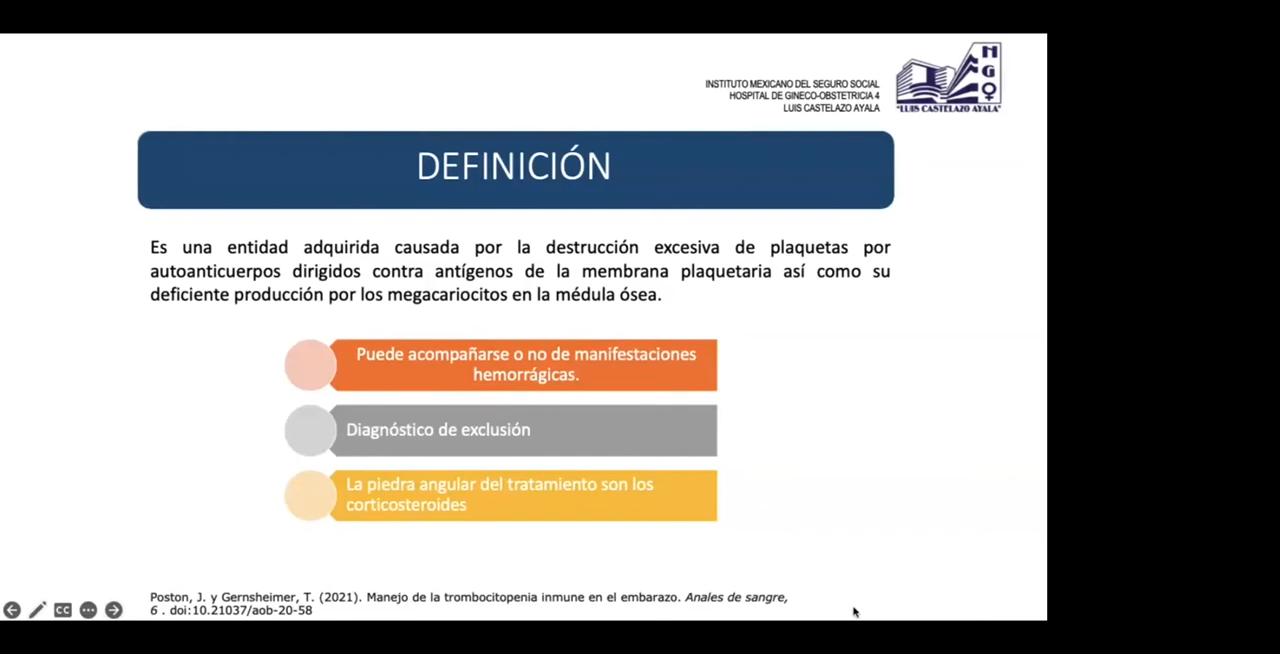 INSTITUTO MEXICANO DEL SEGURO SOCIAL
HOSPITAL DE GINECO-OBSTETRICIA 4
LUIS CASTELAZO AYALA
N
G
O
"LUIS CASTELAZO AYALA"
DEFINICIÓN
Es una entidad adquirida causada por la destrucción excesiva de plaquetas por
autoanticuerpos dirigidos contra antígenos de la membrana plaquetaria así como su
deficiente producción por los megacariocitos en la médula ósea.
Puede acompañarse o no de manifestaciones
hemorrágicas.
Diagnóstico de exclusión
La piedra angular del tratamiento son los
corticosteroides
Poston, J. y Gernsheimer, T. (2021). Manejo de la trombocitopenia inmune en el embarazo. Anales de sangre,
6 . doi:10.21037/aob-20-58
CC